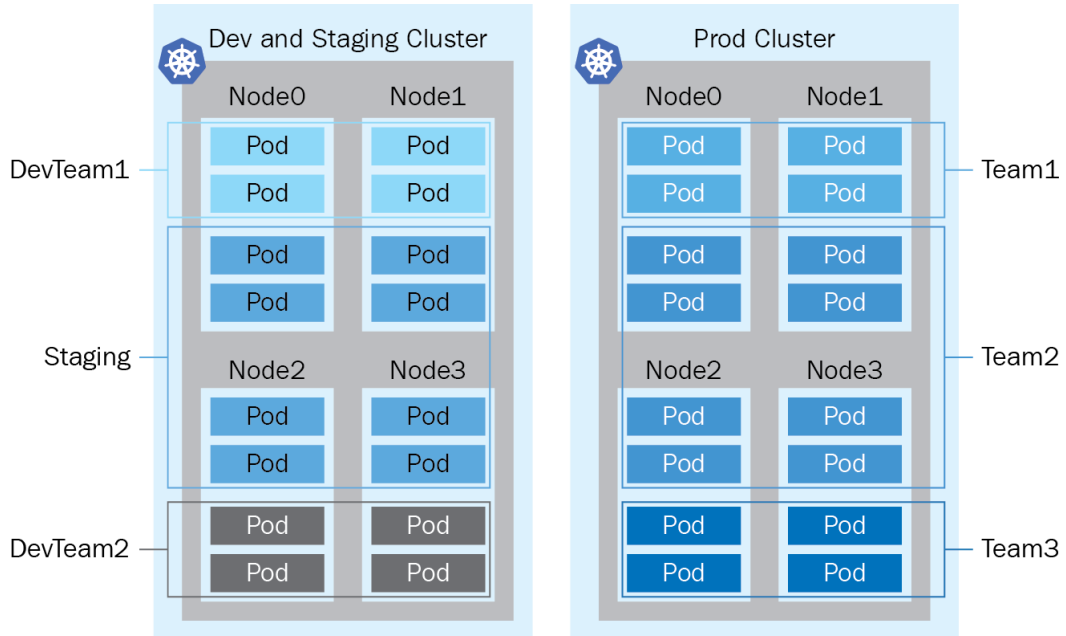 Dev and Staging Cluster
Node0 Node1
DevTeam1
Pod Pod
Pod Pod
Staging
Pod Pod
Pod Pod
Node2 Node3
Pod Pod
Pod Pod
DevTeam2
Pod Pod
Pod Pod
Prod Cluster
Node0 Node1
Pod Pod
Pod Pod
Team1
Pod Pod
Pod Pod
Team2
Node2 Node3
Pod Pod
Pod Pod
Pod Pod
Pod Pod
Team3